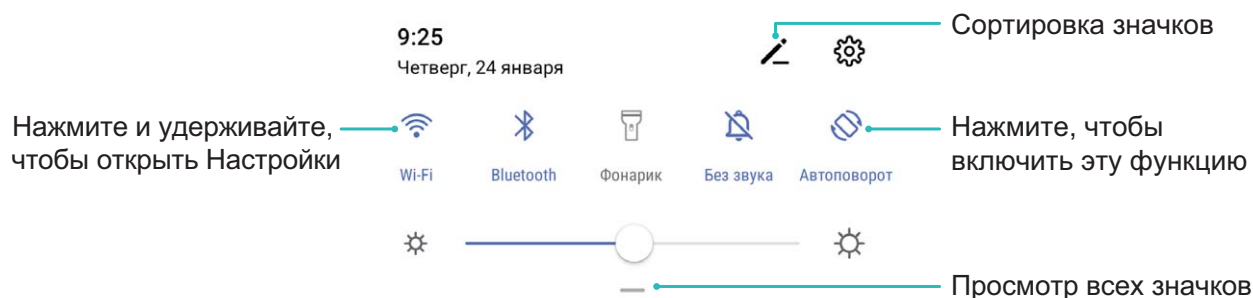 9:25
Четверг, 24 января
Сортировка значков
Нажмите и удерживайте,
чтобы открыть Настройки
Нажмите, чтобы
включить эту функцию
Wi-Fi
Bluetooth
Фонарик
Без звука
Автоповорот
Просмотр всех значков